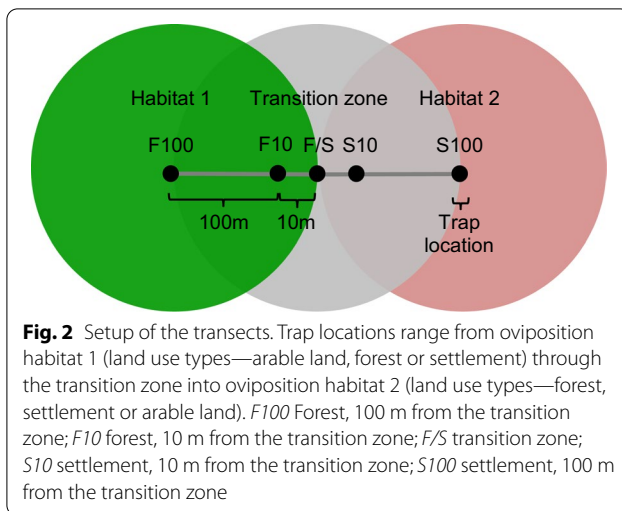 Habitat 1 Transition zone Habitat 2
F100 F10 F/S S10 S100
100m 10m Trap
location
Fig. 2 Setup of the transects. Trap locations range from oviposition
habitat 1 (land use types—arable land, forest or settlement) through
the transition zone into oviposition habitat 2 (land use types—forest,
settlement or arable land). F100 Forest, 100 m from the transition
zone; F10 forest, 10 m from the transition zone; F/S transition zone;
S10 settlement, 10 m from the transition zone; S100 settlement, 100 m
from the transition zone